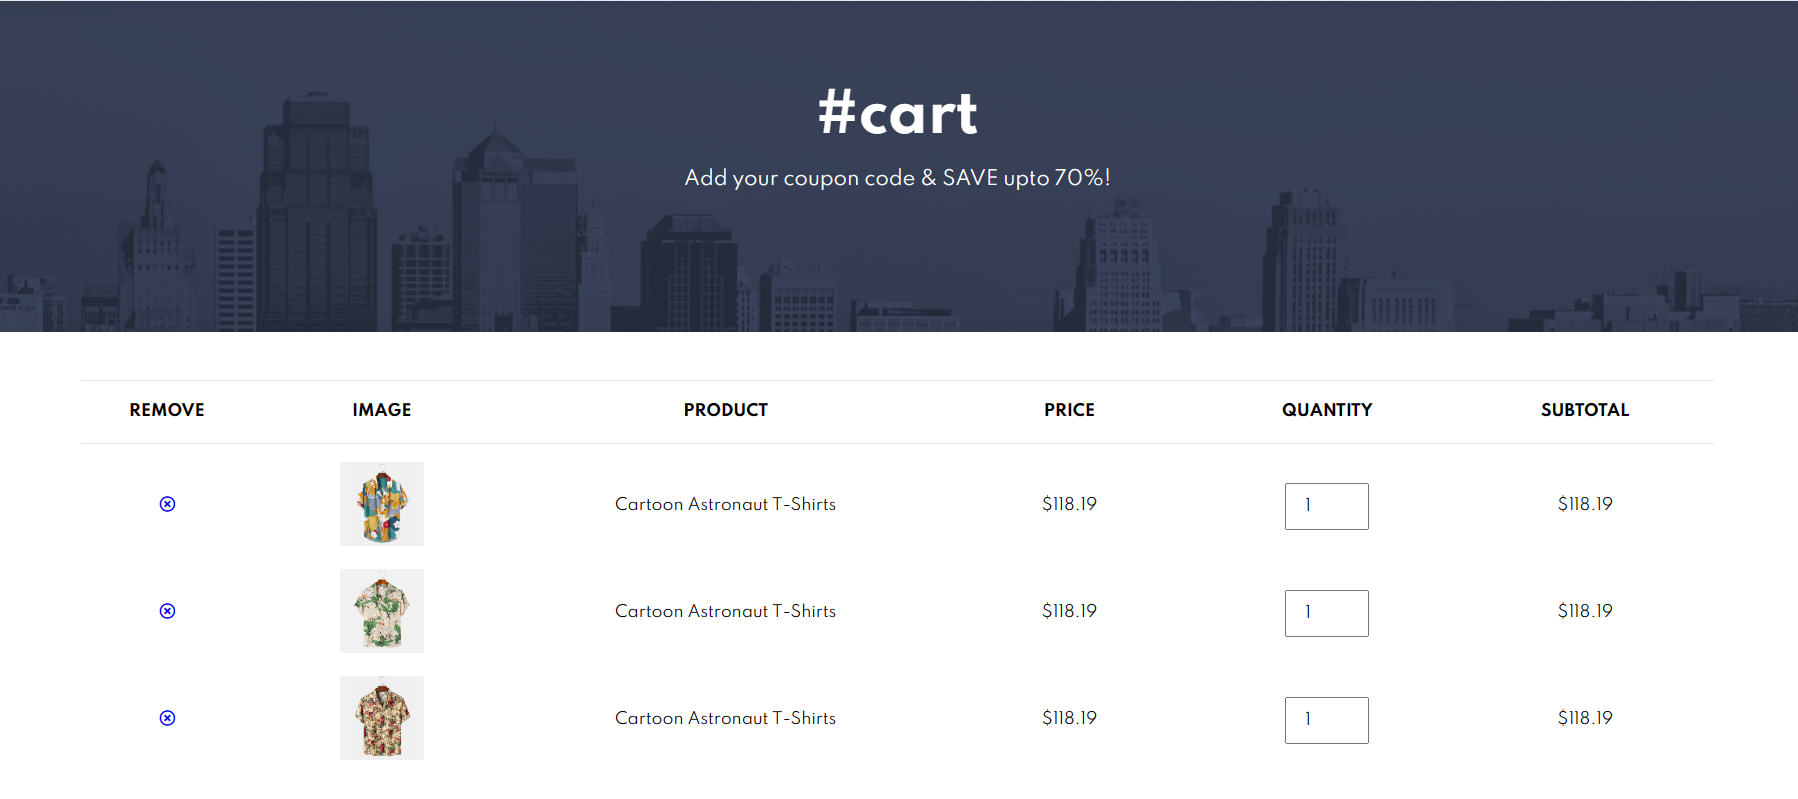 #cart
Add your coupon code & SAVE upto 70%!
REMOVE IMAGE PRODUCT PRICE QUANTITY SUBTOTAL
Cartoon Astronaut T-Shirts $118.19 1 $118.19
Cartoon Astronaut T-Shirts $118.19 1 $118.19
Cartoon Astronaut T-Shirts $118.19 1 $118.19